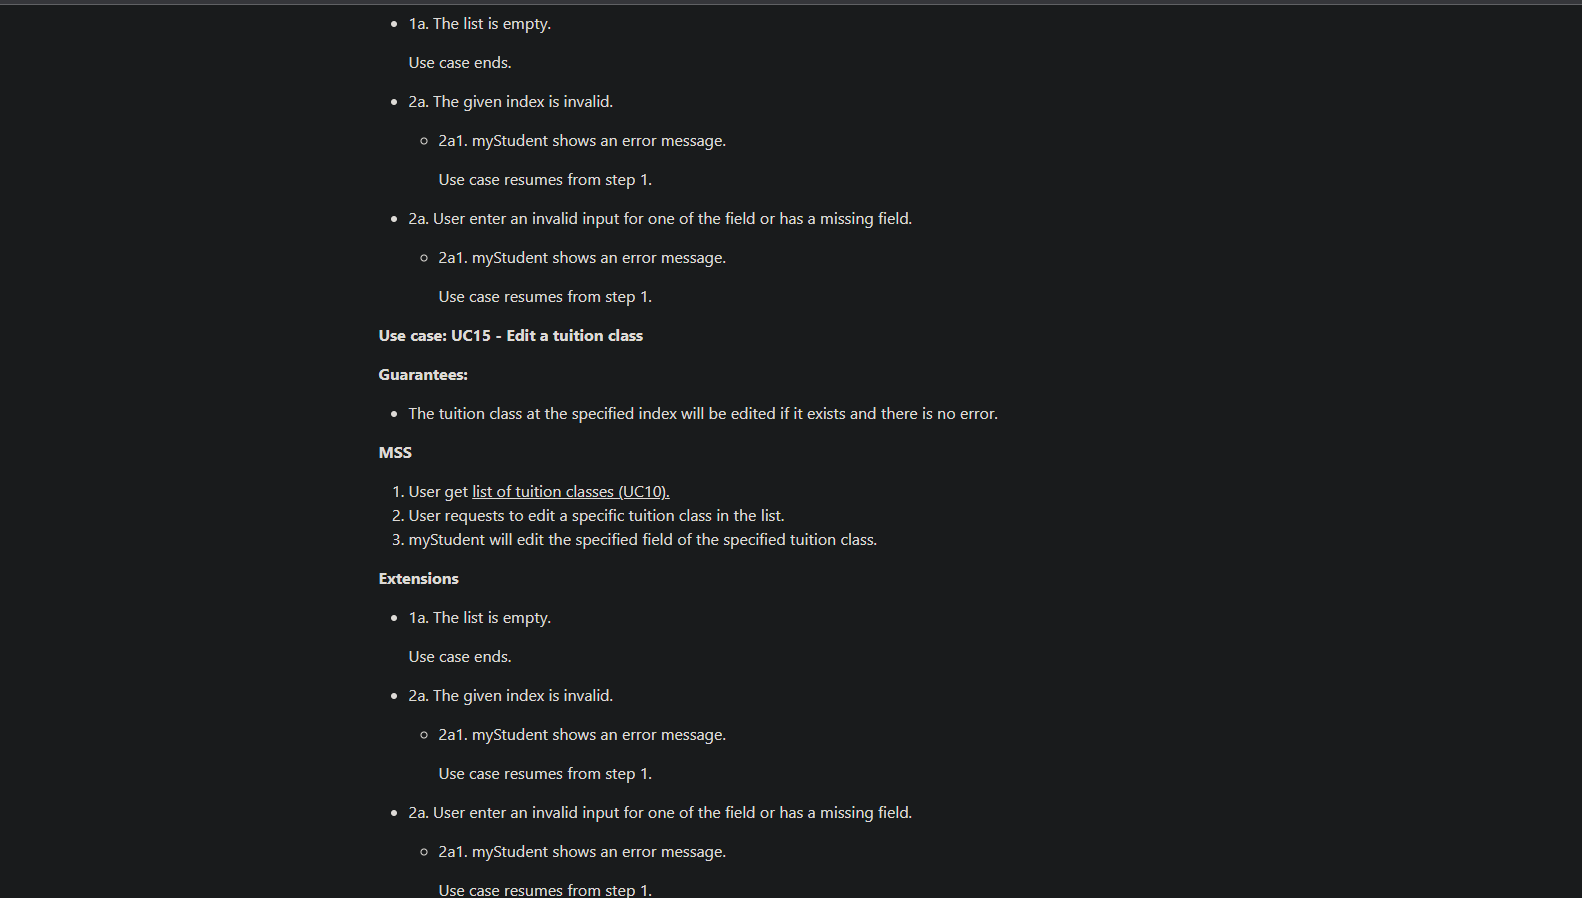 1a. The list is empty.
Use case ends.
2a. The given index is invalid.
2a1. myStudent shows an error message.
Use case resumes from step 1.
2a. User enter an invalid input for one of the field or has a missing field.
2a1. myStudent shows an error message.
Use case resumes from step 1.
Use case: UC15 - Edit a tuition class
Guarantees:
The tuition class at the specified index will be edited if it exists and there is no error.
MSS
1. User get list of tuition classes (UC10).
2. User requests to edit a specific tuition class in the list.
3. myStudent will edit the specified field of the specified tuition class.
Extensions
1a. The list is empty.
Use case ends.
2a. The given index is invalid.
2a1. myStudent shows an error message.
Use case resumes from step 1.
2a. User enter an invalid input for one of the field or has a missing field.
2a1. myStudent shows an error message.
Use case resumes from step 1.